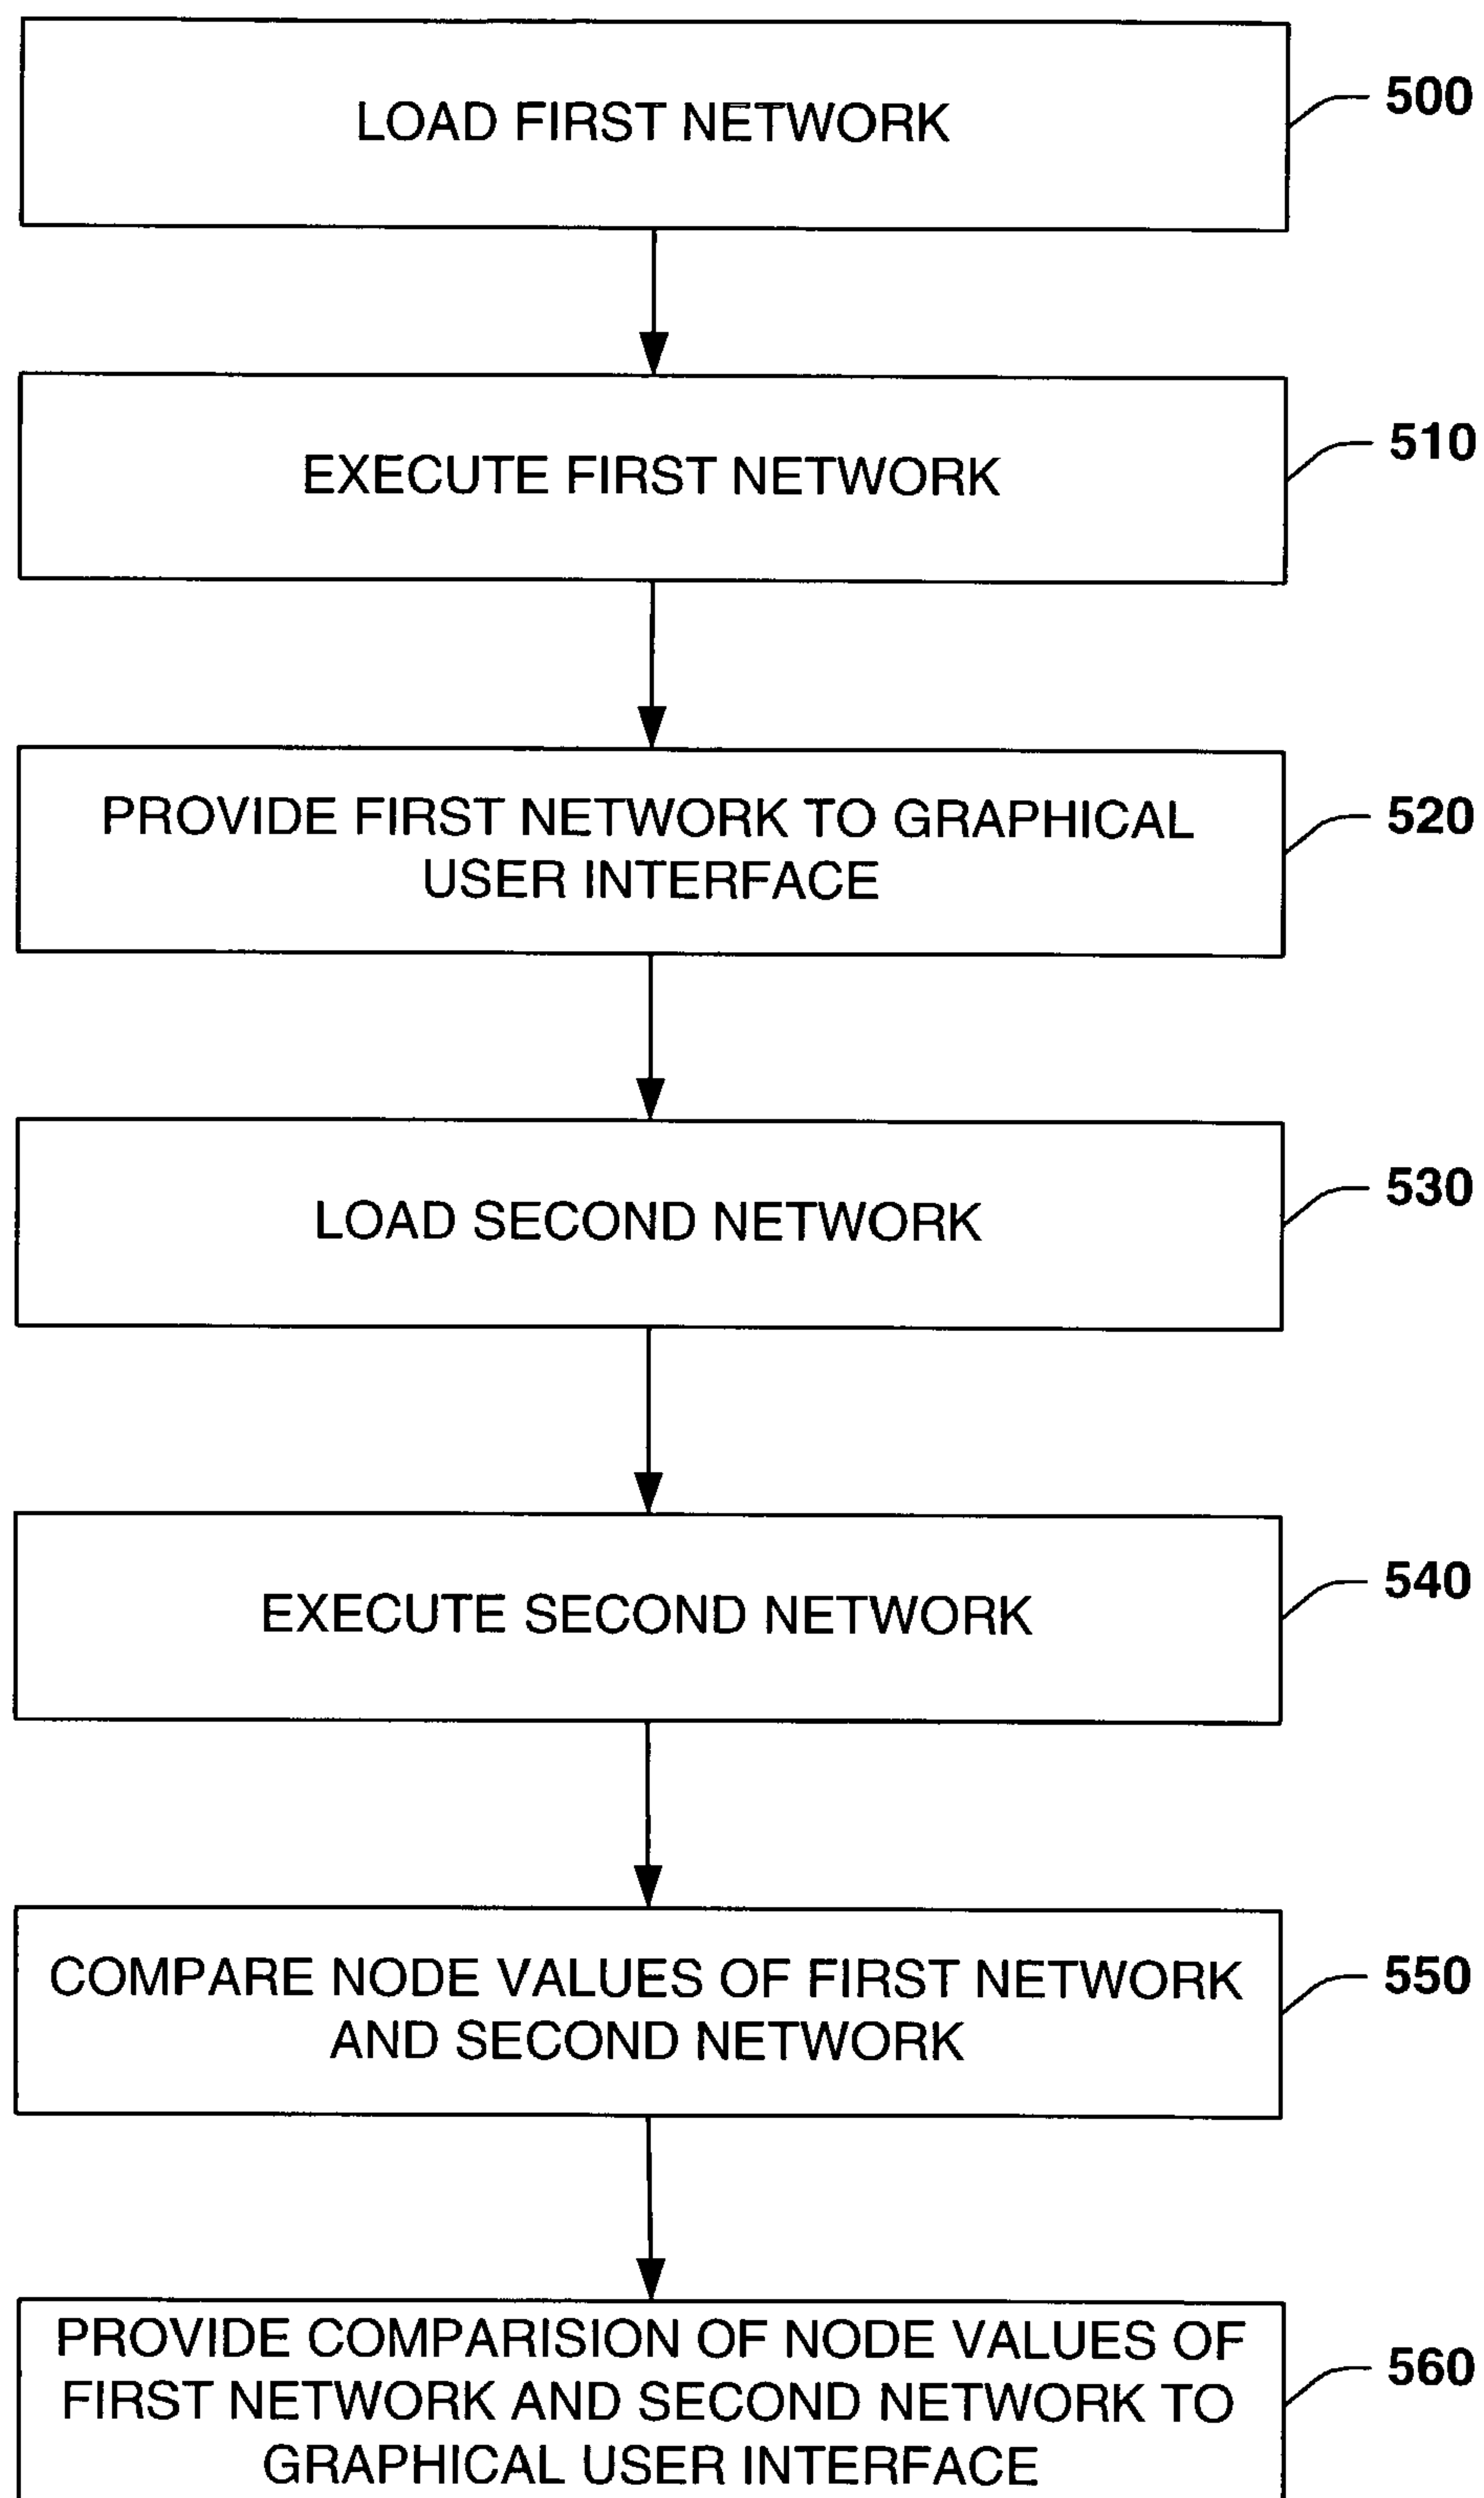 LOAD FIRST NETWORK
500
EXECUTE FIRST NETWORK
510
PROVIDE FIRST NETWORK TO GRAPHICAL
USER INTERFACE
520
LOAD SECOND NETWORK
530
EXECUTE SECOND NETWORK
540
COMPARE NODE VALUES OF FIRST NETWORK
AND SECOND NETWORK
550
PROVIDE COMPARISION OF NODE VALUES OF
FIRST NETWORK AND SECOND NETWORK TO
GRAPHICAL USER INTERFACE
560